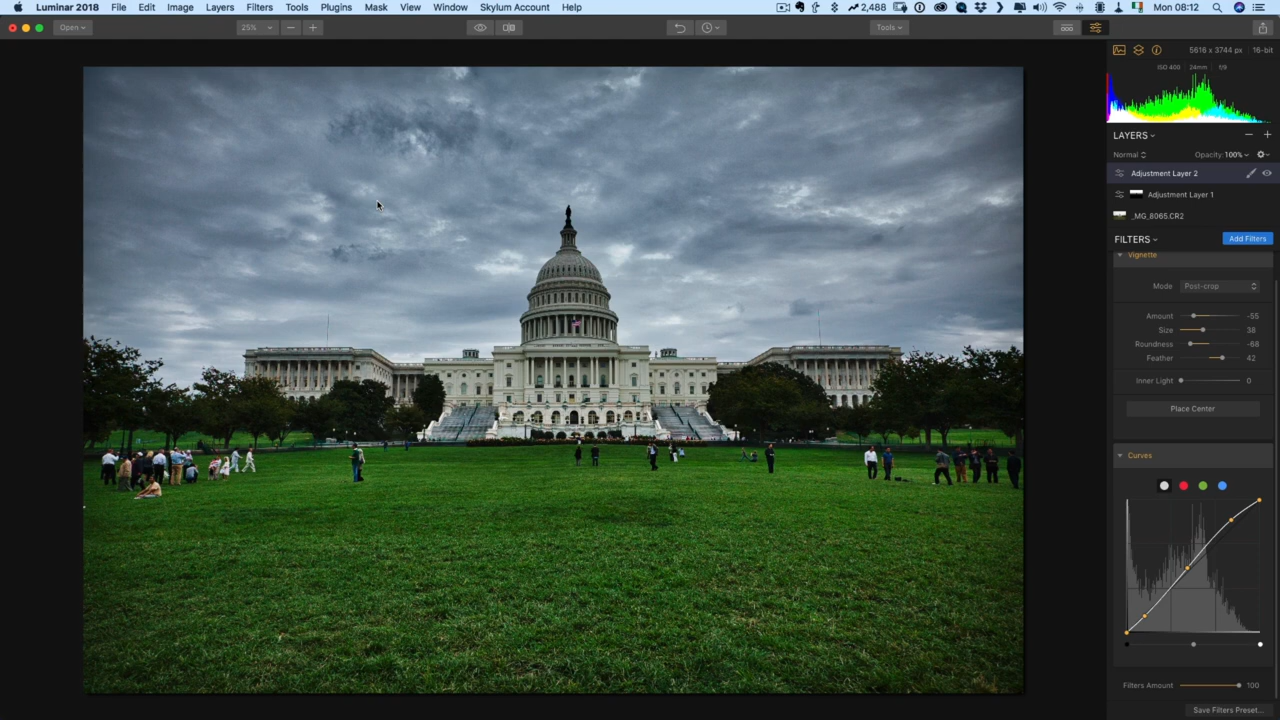 Luminar 2018 File Edit Image Layers Filters Tools Plugins Mask View Window Skylum Account Help 2,488 Mon 08:12
Open 25% Tools
5616 x 3744 px 16-bit
ISO 400 24mm f/9
LAYERS
Normal Opacity: 100%
Adjustment Layer 2
Adjustment Layer 1
_MG_8065.CR2
FILTERS Add Filters
Vignette
Mode Post-crop
Amount -55
Size 38
Roundness -68
Feather 42
Inner Light 0
Place Center
Curves
Filters Amount 100
Save Filters Preset...